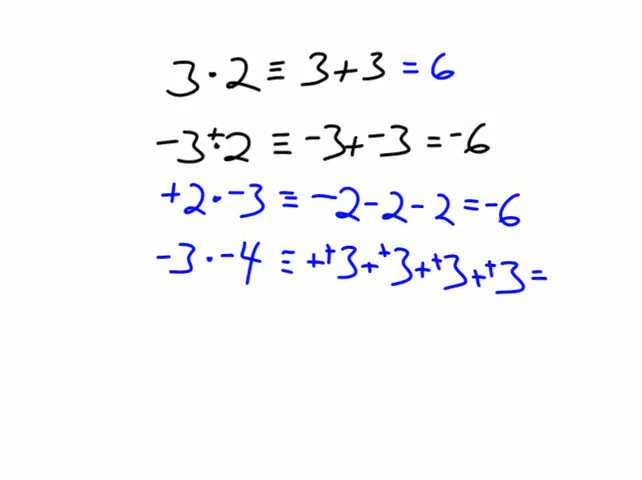 3 · 2 ≡ 3 + 3 = 6
-3 · +2 ≡ -3 + -3 = -6
+2 · -3 ≡ -2 - 2 - 2 = -6
-3 · -4 ≡ + +3 + +3 + +3 + +3 =